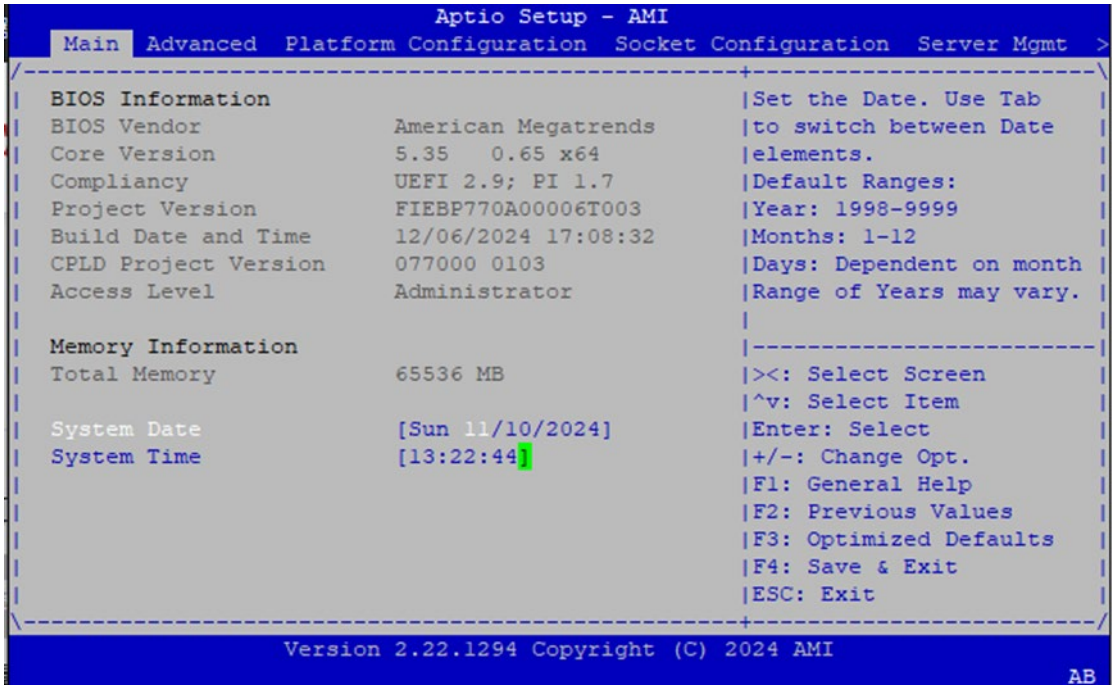 Aptio Setup - AMI
Main Advanced Platform Configuration Socket Configuration Server Mgmt >
BIOS Information
BIOS Vendor American Megatrends
Core Version 5.35 0.65 x64
Compliancy UEFI 2.9; PI 1.7
Project Version FIEBP770A00006T003
Build Date and Time 12/06/2024 17:08:32
CPLD Project Version 077000 0103
Access Level Administrator
Memory Information
Total Memory 65536 MB
System Date [Sun 11/10/2024]
System Time [13:22:44]
Set the Date. Use Tab
to switch between Date
elements.
Default Ranges:
Year: 1998-9999
Months: 1-12
Days: Dependent on month
Range of Years may vary.
><: Select Screen
^v: Select Item
Enter: Select
+/-: Change Opt.
F1: General Help
F2: Previous Values
F3: Optimized Defaults
F4: Save & Exit
ESC: Exit
Version 2.22.1294 Copyright (C) 2024 AMI
AB